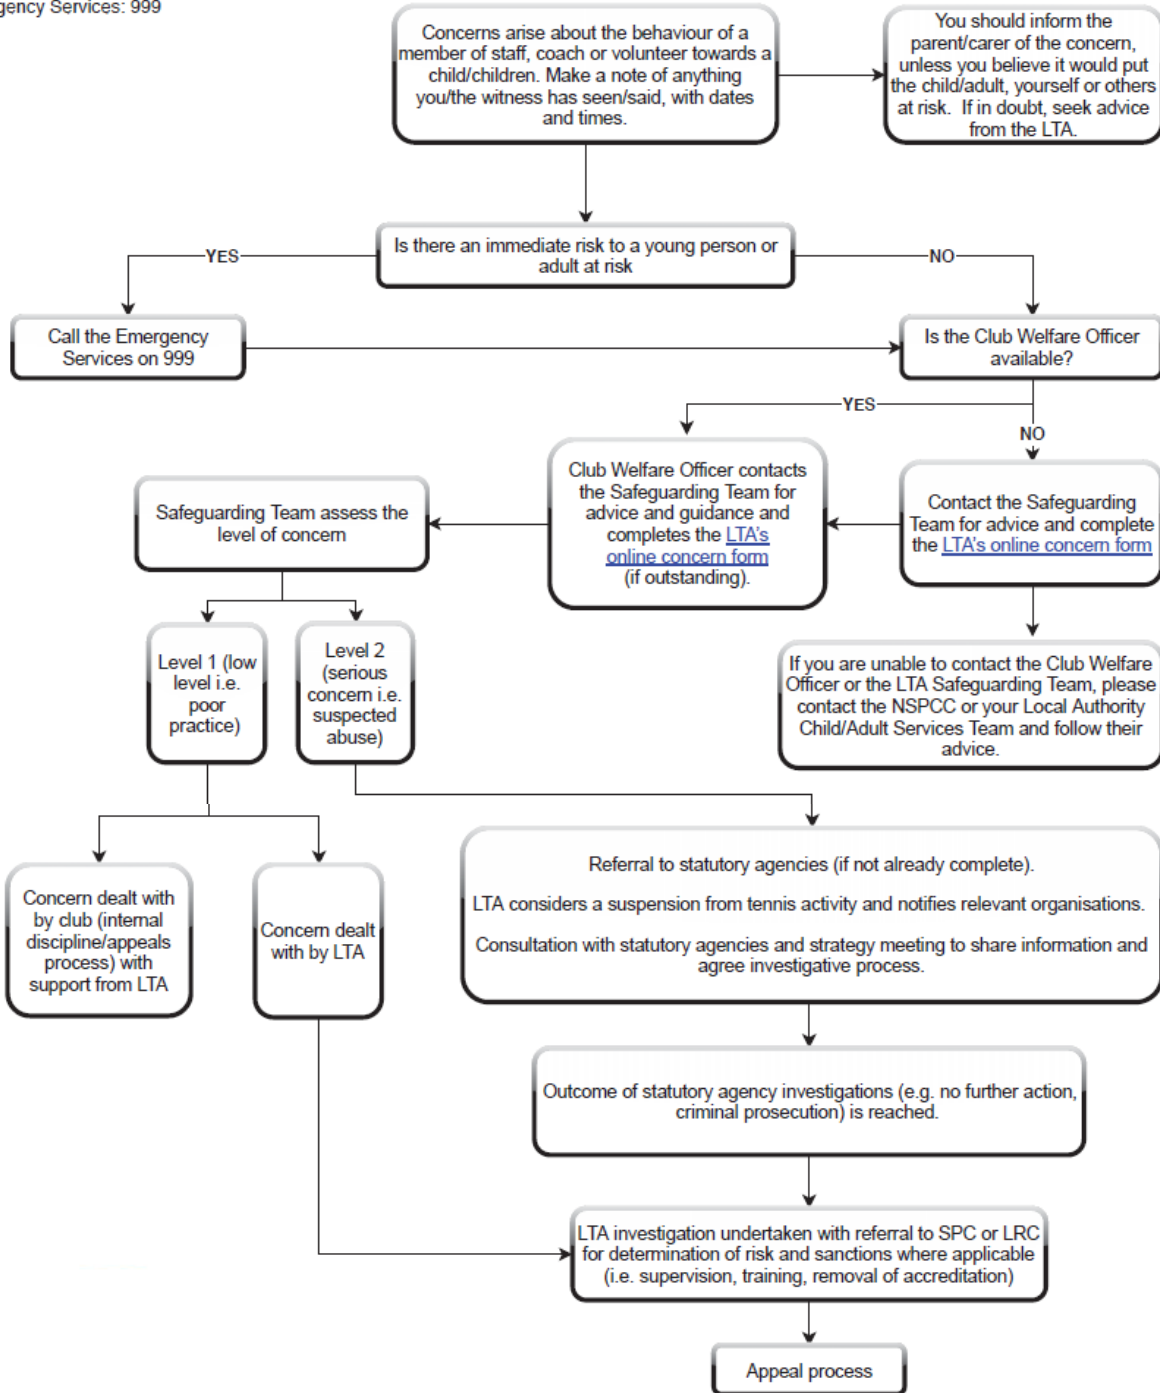 gency Services: 999
Concerns arise about the behaviour of a
member of staff, coach or volunteer towards a
child/children. Make a note of anything
you/the witness has seen/said, with dates
and times.
You should inform the
parent/carer of the concern,
unless you believe it would put
the child/adult, yourself or others
at risk. If in doubt, seek advice
from the LTA.
Is there an immediate risk to a young person or
adult at risk
YES
NO
Call the Emergency
Services on 999
Is the Club Welfare Officer
available?
YES
NO
Club Welfare Officer contacts
the Safeguarding Team for
advice and guidance and
completes the LTA's
online concern form
(if outstanding).
Contact the Safeguarding
Team for advice and complete
the LTA's online concern form
Safeguarding Team assess the
level of concern
Level 1 (low
level i.e.
poor
practice)
Level 2
(serious
concern i.e.
suspected
abuse)
If you are unable to contact the Club Welfare
Officer or the LTA Safeguarding Team, please
contact the NSPCC or your Local Authority
Child/Adult Services Team and follow their
advice.
Concern dealt with
by club (internal
discipline/appeals
process) with
support from LTA
Concern dealt
with by LTA
Referral to statutory agencies (if not already complete).
LTA considers a suspension from tennis activity and notifies relevant organisations.
Consultation with statutory agencies and strategy meeting to share information and
agree investigative process.
Outcome of statutory agency investigations (e.g. no further action,
criminal prosecution) is reached.
LTA investigation undertaken with referral to SPC or LRC
for determination of risk and sanctions where applicable
(i.e. supervision, training, removal of accreditation)
Appeal process